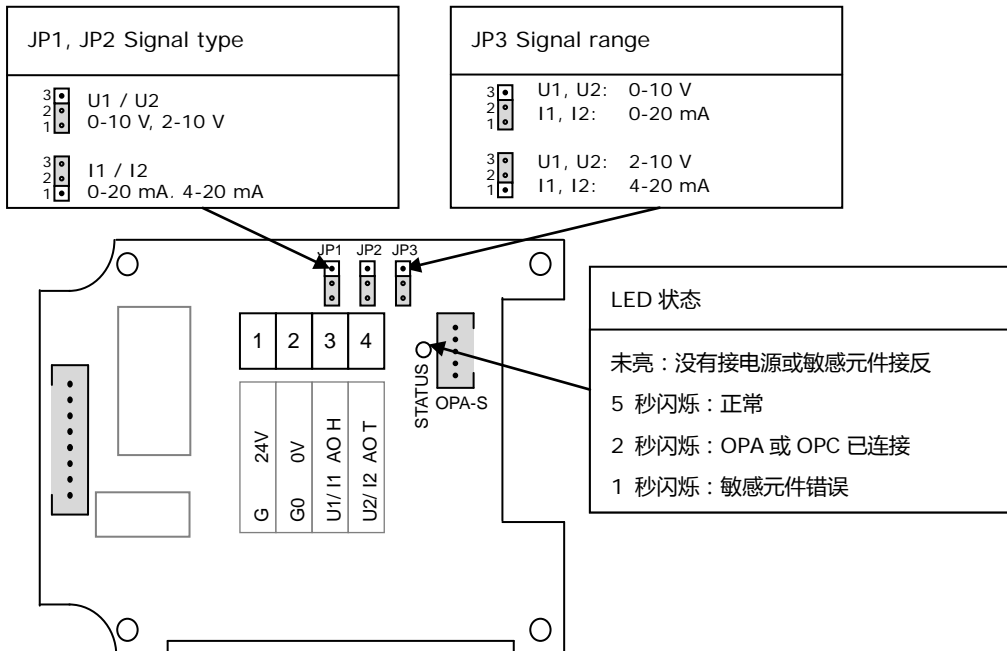 JP1, JP2 Signal type
3
2
1
U1 / U2
0-10 V, 2-10 V
3
2
1
I1 / I2
0-20 mA. 4-20 mA
JP3 Signal range
3
2
1
U1, U2: 0-10 V
I1, I2: 0-20 mA
3
2
1
U1, U2: 2-10 V
I1, I2: 4-20 mA
JP1 JP2 JP3
1 2 3 4
G 24V
G0 0V
U1/ I1 AO H
U2/ I2 AO T
STATUS
OPA-S
LED 状态
未亮：没有接电源或敏感元件接反
5 秒闪烁：正常
2 秒闪烁：OPA 或 OPC 已连接
1 秒闪烁：敏感元件错误